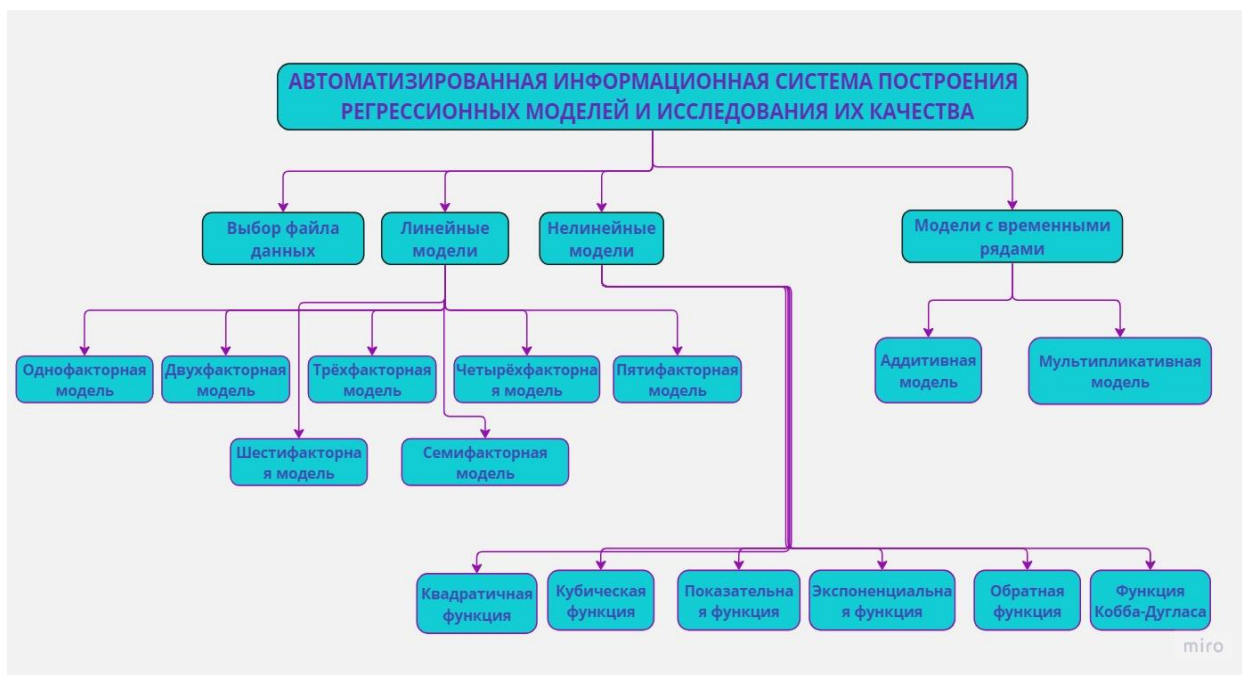 АВТОМАТИЗИРОВАННАЯ ИНФОРМАЦИОННАЯ СИСТЕМА ПОСТРОЕНИЯ
РЕГРЕССИОННЫХ МОДЕЛЕЙ И ИССЛЕДОВАНИЯ ИХ КАЧЕСТВА
Выбор файла
данных
Линейные
модели
Нелинейные
модели
Модели с временными
рядами
Однофакторная
модель
Двухфакторная
модель
Трёхфакторная
модель
Четырёхфакторна
я модель
Пятифакторная
модель
Аддитивная
модель
Мультипликативная
модель
Шестифакторна
я модель
Семифакторная
модель
Квадратичная
функция
Кубическая
функция
Показательна
я функция
Экспоненциальна
я функция
Обратная
функция
Функция
Кобба-Дугласа
miro